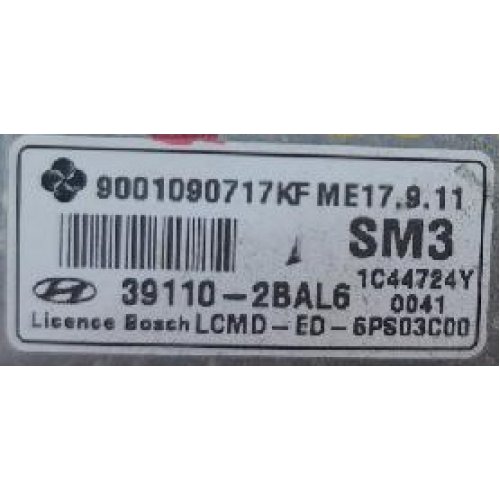 9001090717KF ME17.9.11
SM3
39110-2BAL6 1C44724Y
0041
Licence Bosch LCMD-ED-6PS03C00